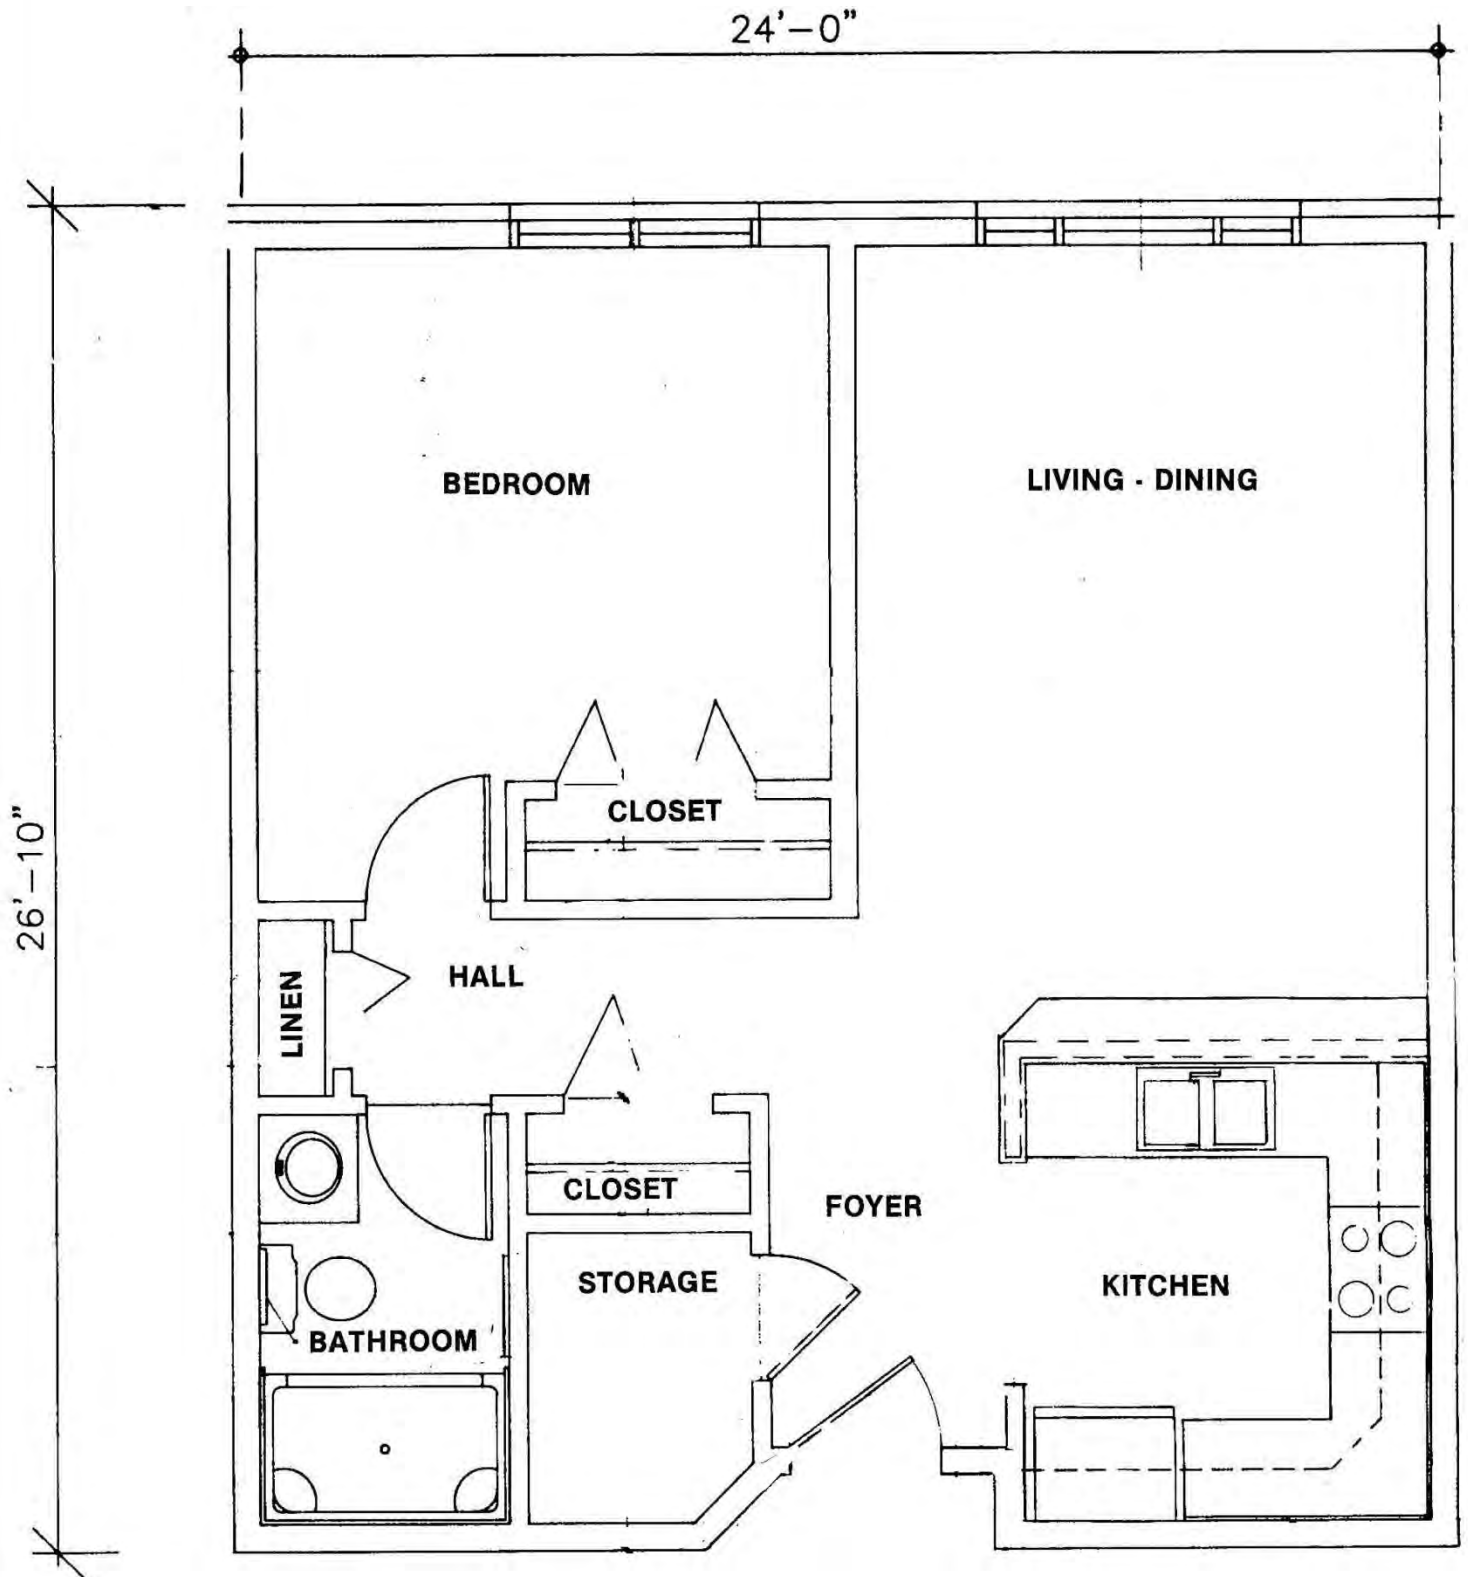 24'-0"
BEDROOM
LIVING - DINING
26'-10"
CLOSET
HALL
LINEN
CLOSET
FOYER
STORAGE
KITCHEN
BATHROOM